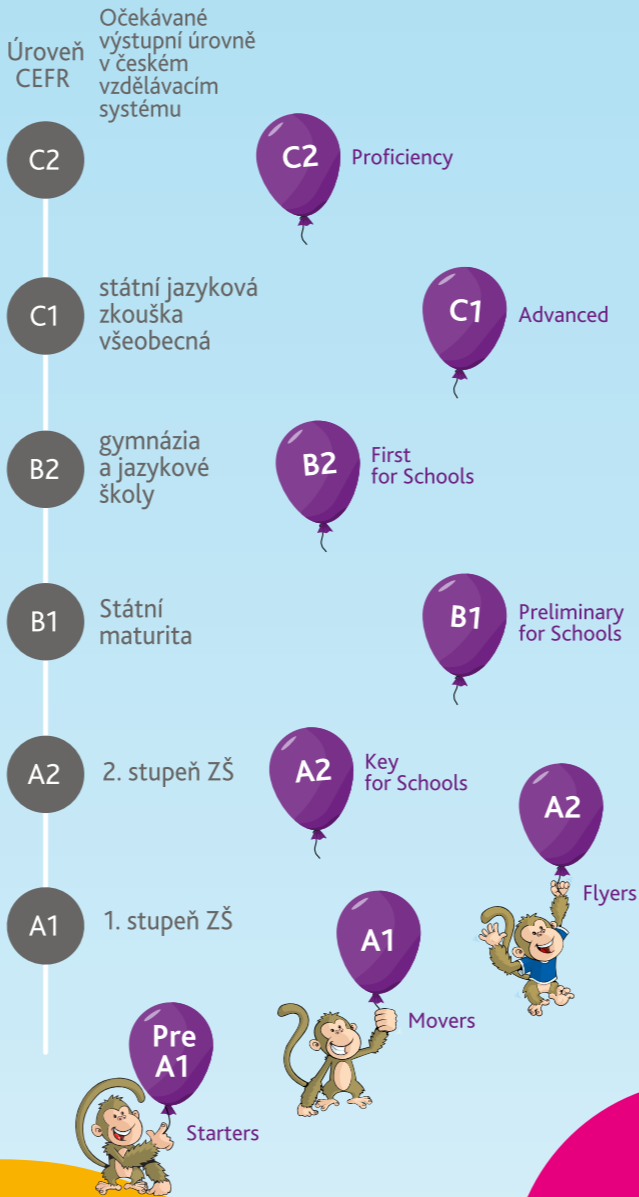 Úroveň
CEFR
Očekávané
výstupní úrovně
v českém
vzdělávacím
systému
C2
C2
Proficiency
C1
státní jazyková
zkouška
všeobecná
C1
Advanced
B2
gymnázia
a jazykové
školy
B2
First
for Schools
B1
Státní
maturita
B1
Preliminary
for Schools
A2
2. stupeň ZŠ
A2
Key
for Schools
A2
Flyers
A1
1. stupeň ZŠ
A1
Movers
Pre
A1
Starters